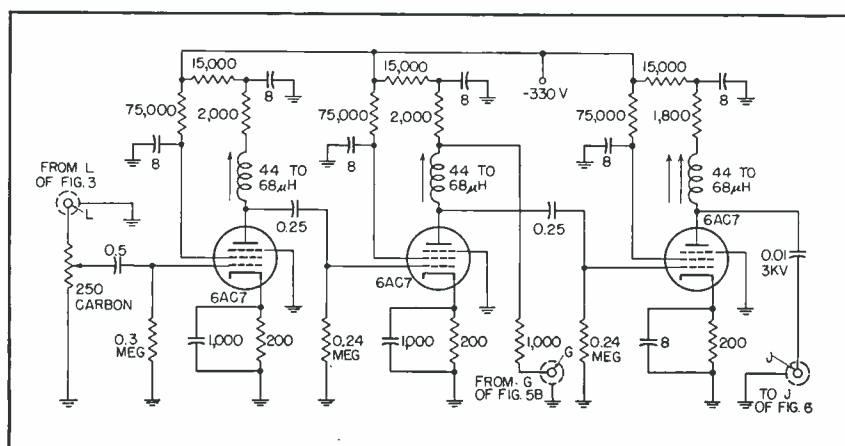 15,000
8
75,000
2,000
8
FROM L
OF FIG. 3
L
44 TO
68µH
0.5
250
CARBON
6AC7
0.3
MEG
1,000
200
0.25
15,000
8
75,000
2,000
8
44 TO
68µH
6AC7
0.24
MEG
1,000
200
0.25
1,000
FROM G
OF FIG. 5B
G
-330 V
15,000
8
75,000
1,800
8
44 TO
68µH
6AC7
0.24
MEG
8
200
0.01
3KV
J
TO J
OF FIG. 6